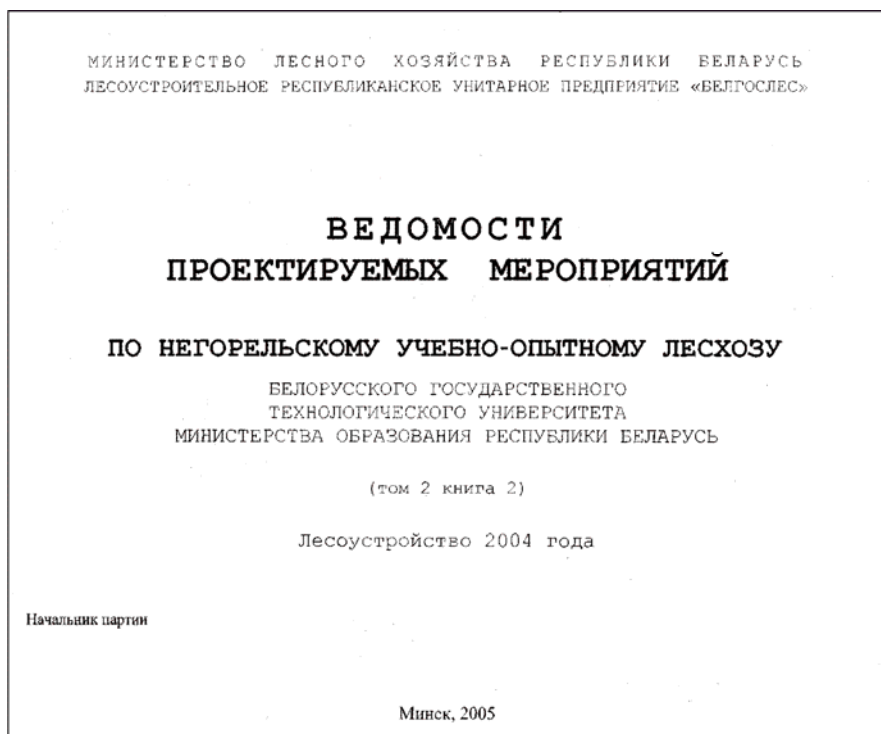 МИНИСТЕРСТВО ЛЕСНОГО ХОЗЯЙСТВА РЕСПУБЛИКИ БЕЛАРУСЬ
ЛЕСОУСТРОИТЕЛЬНОЕ РЕСПУБЛИКАНСКОЕ УНИТАРНОЕ ПРЕДПРИЯТИЕ «БЕЛГОСЛЕС»
ВЕДОМОСТИ
ПРОЕКТИРУЕМЫХ МЕРОПРИЯТИЙ
ПО НЕГОРЕЛЬСКОМУ УЧЕБНО-ОПЫТНОМУ ЛЕСХОЗУ
БЕЛОРУССКОГО ГОСУДАРСТВЕННОГО
ТЕХНОЛОГИЧЕСКОГО УНИВЕРСИТЕТА
МИНИСТЕРСТВА ОБРАЗОВАНИЯ РЕСПУБЛИКИ БЕЛАРУСЬ
(том 2 книга 2)
Лесоустройство 2004 года
Начальник партии
Минск, 2005